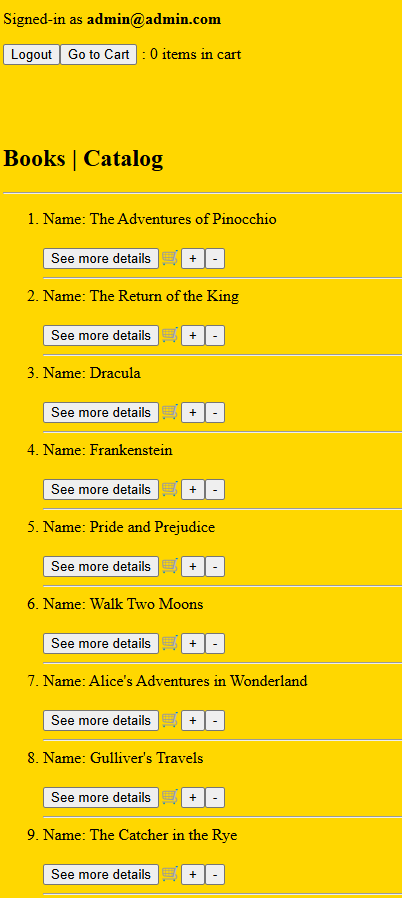 Signed-in as admin@admin.com
Logout Go to Cart : 0 items in cart
Books | Catalog
1. Name: The Adventures of Pinocchio
See more details + -
2. Name: The Return of the King
See more details + -
3. Name: Dracula
See more details + -
4. Name: Frankenstein
See more details + -
5. Name: Pride and Prejudice
See more details + -
6. Name: Walk Two Moons
See more details + -
7. Name: Alice's Adventures in Wonderland
See more details + -
8. Name: Gulliver's Travels
See more details + -
9. Name: The Catcher in the Rye
See more details + -